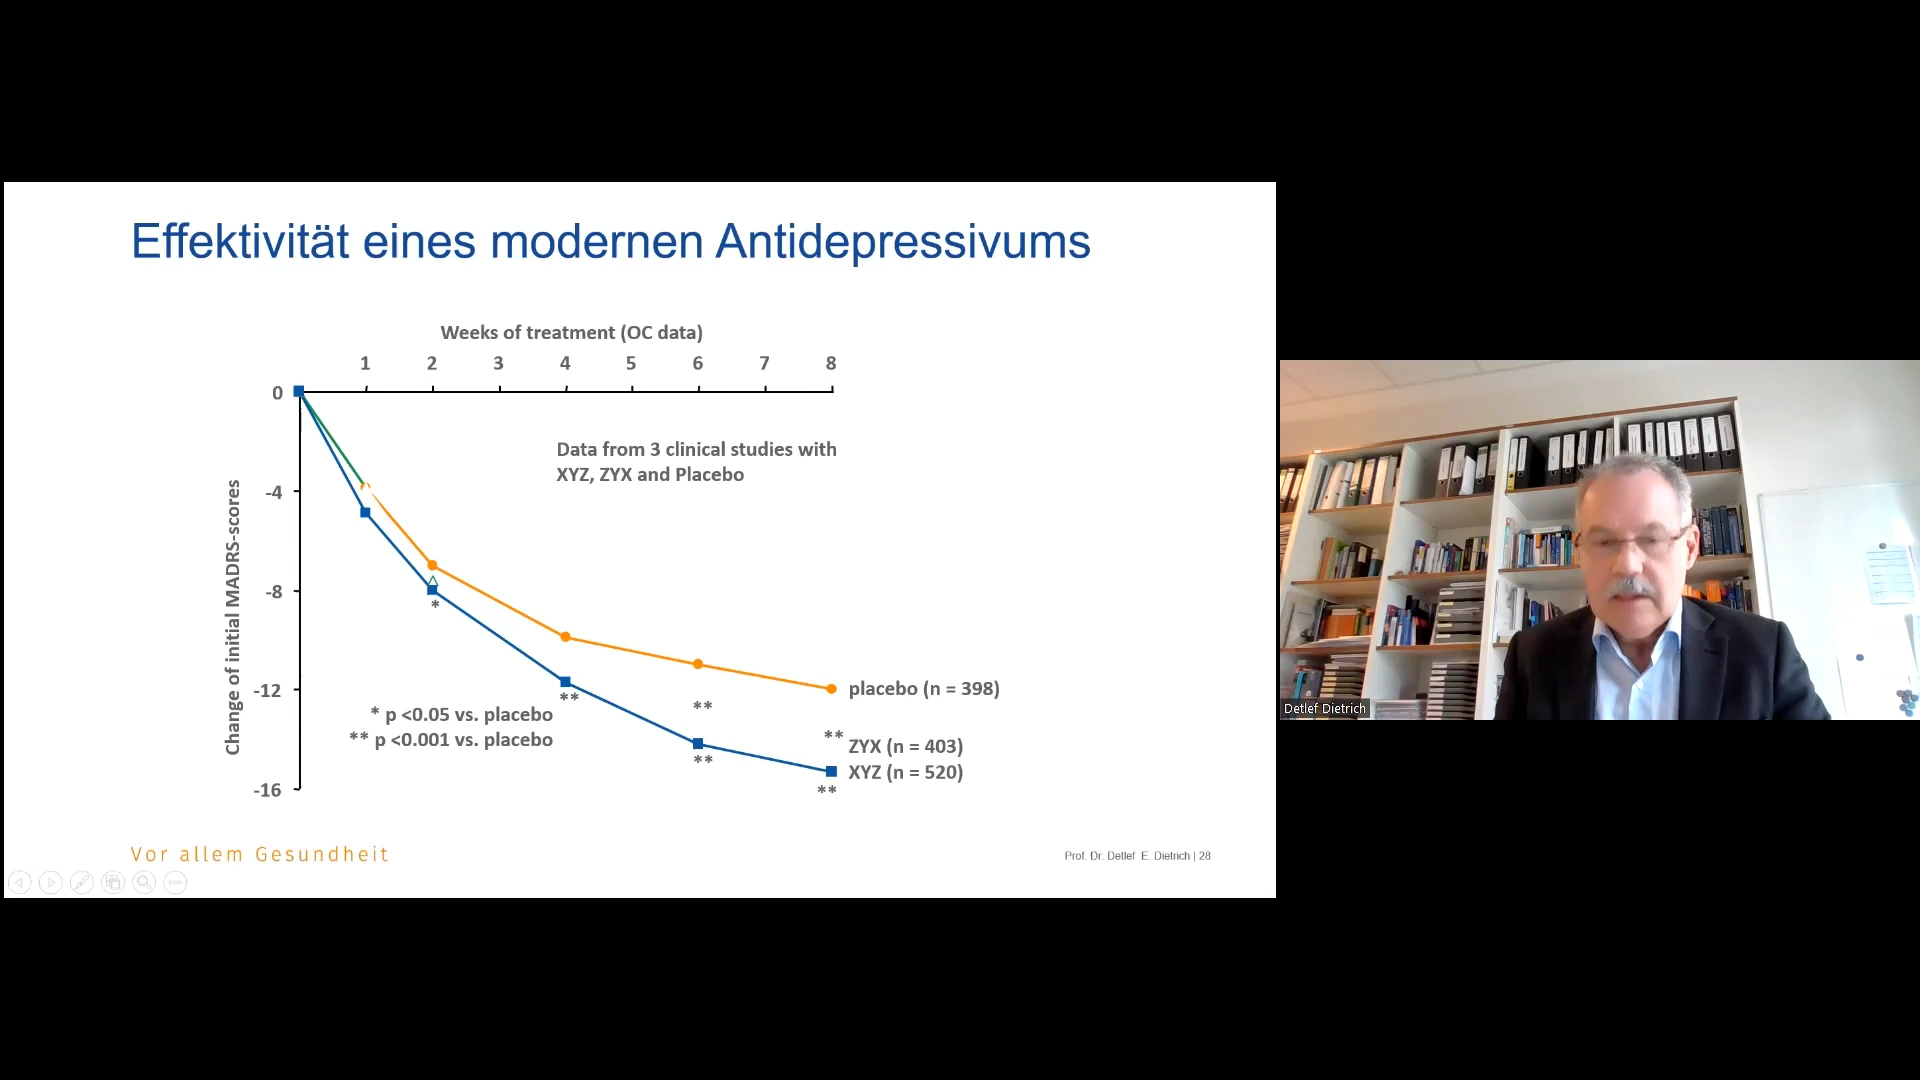 Effektivität eines modernen Antidepressivums
Weeks of treatment (OC data)
1 2 3 4 5 6 7 8
0
-4
-8
-12
-16
Change of initial MADRS-scores
Data from 3 clinical studies with
XYZ, ZYX and Placebo
*
**
**
**
**
**
placebo (n = 398)
ZYX (n = 403)
XYZ (n = 520)
* p <0.05 vs. placebo
** p <0.001 vs. placebo
Vor allem Gesundheit
Prof. Dr. Detlef E. Dietrich | 28
Detlef Dietrich